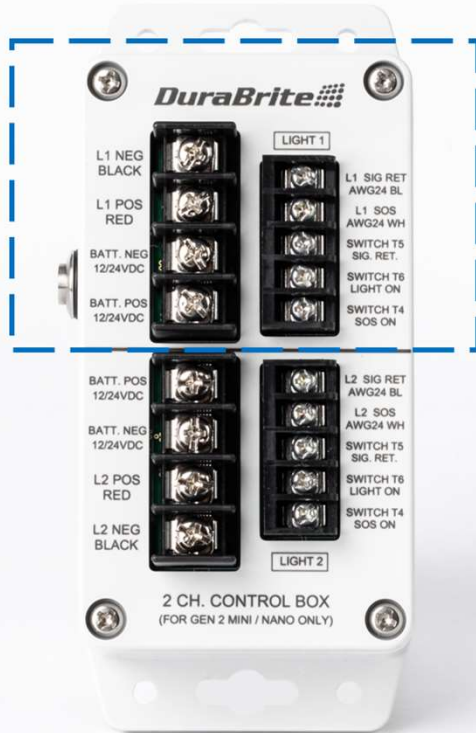 DuraBrite
LIGHT 1
L1 NEG
BLACK
L1 POS
RED
BATT. NEG
12/24VDC
BATT. POS
12/24VDC
L1 SIG RET
AWG24 BL
L1 SOS
AWG24 WH
SWITCH T5
SIG. RET.
SWITCH T6
LIGHT ON
SWITCH T4
SOS ON
BATT. POS
12/24VDC
BATT. NEG
12/24VDC
L2 POS
RED
L2 NEG
BLACK
L2 SIG RET
AWG24 BL
L2 SOS
AWG24 WH
SWITCH T5
SIG. RET.
SWITCH T6
LIGHT ON
SWITCH T4
SOS ON
LIGHT 2
2 CH. CONTROL BOX
(FOR GEN 2 MINI / NANO ONLY)